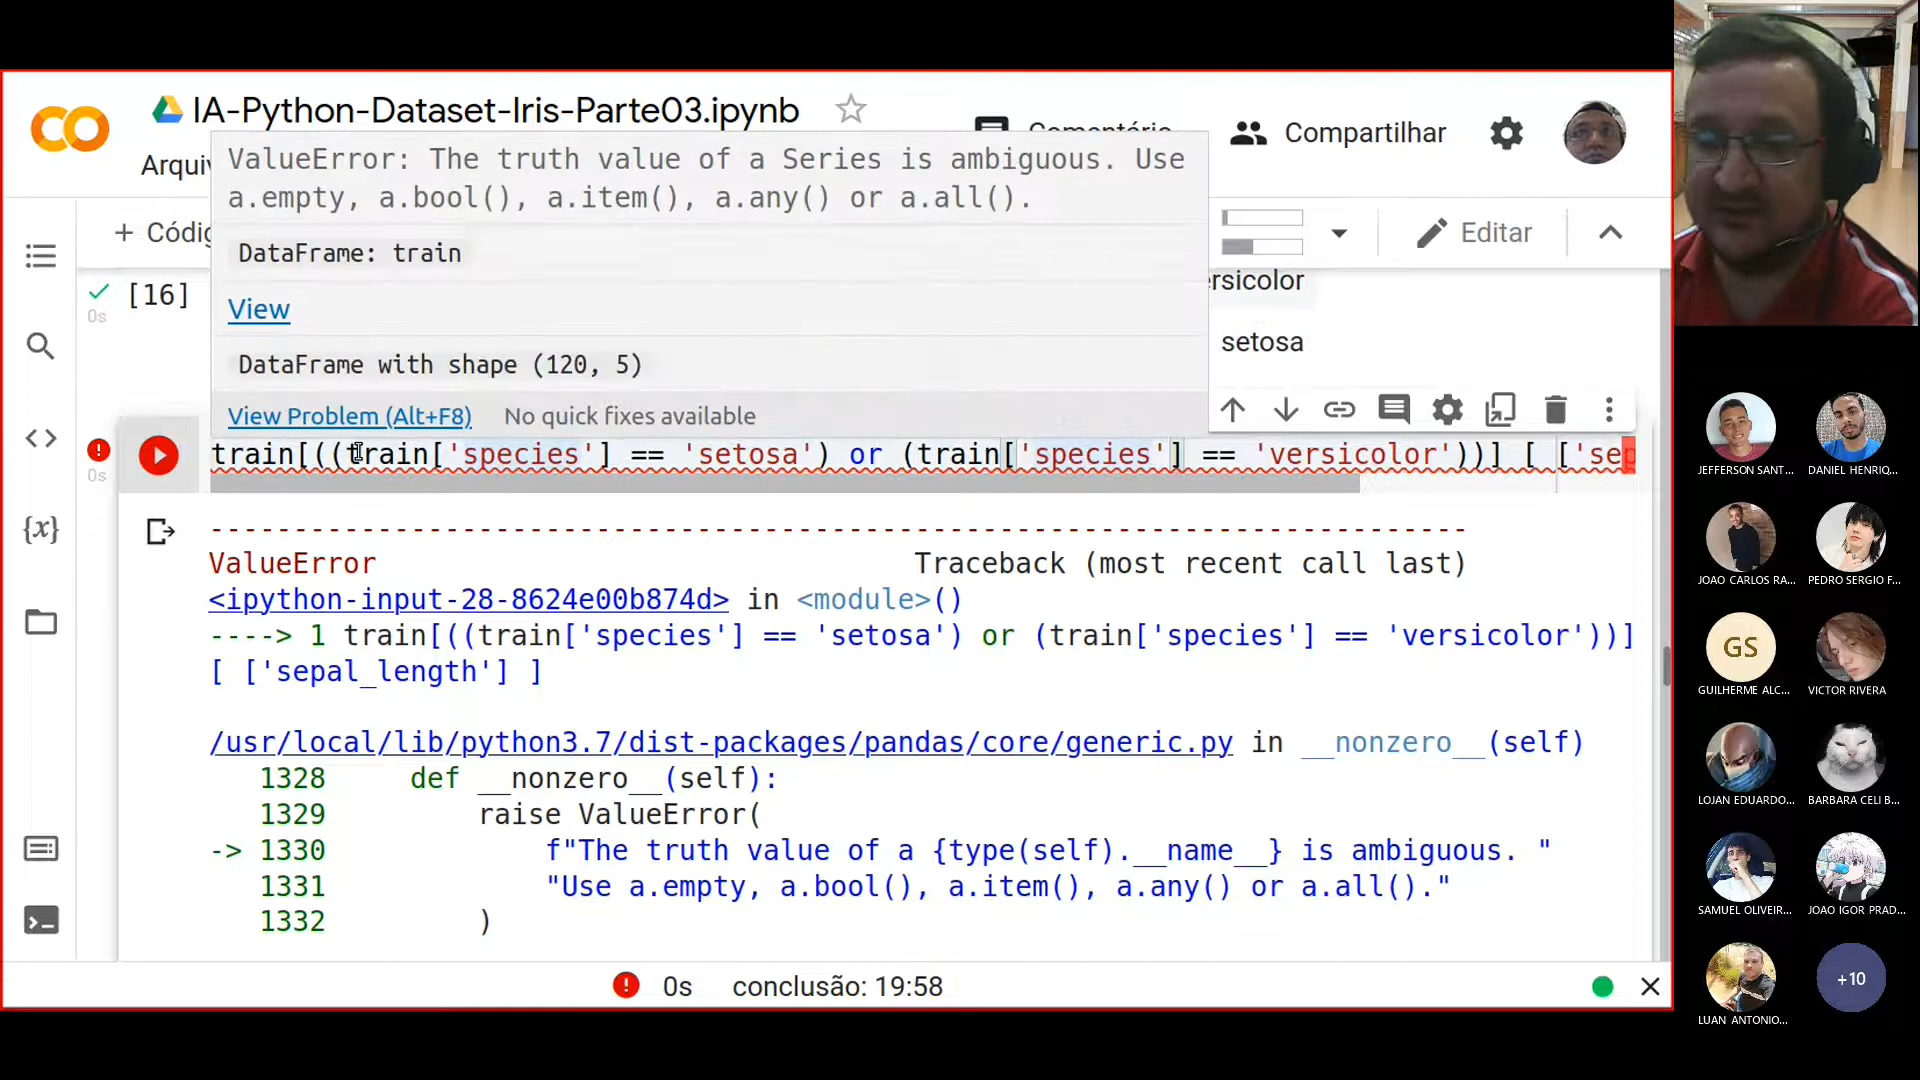 IA-Python-Dataset-Iris-Parte03.ipynb
Comentário
Compartilhar
Arquiv
ValueError: The truth value of a Series is ambiguous. Use
a.empty, a.bool(), a.item(), a.any() or a.all().
+ Códig
DataFrame: train
Editar
[16]
0s
View
ersicolor
setosa
DataFrame with shape (120, 5)
View Problem (Alt+F8) No quick fixes available
train[((train['species'] == 'setosa') or (train['species'] == 'versicolor'))] [ ['sep
0s
{x}
--------------------------------------------------------------------------- 
ValueError Traceback (most recent call last)
<ipython-input-28-8624e00b874d> in <module>()
----> 1 train[((train['species'] == 'setosa') or (train['species'] == 'versicolor'))]
[ ['sepal_length'] ]
/usr/local/lib/python3.7/dist-packages/pandas/core/generic.py in __nonzero__(self)
1328 def __nonzero__(self):
1329 raise ValueError(
-> 1330 f"The truth value of a {type(self).__name__} is ambiguous. "
1331 "Use a.empty, a.bool(), a.item(), a.any() or a.all()."
1332 )
0s conclusão: 19:58
JEFFERSON SANT...
DANIEL HENRIQ...
JOAO CARLOS RA...
PEDRO SERGIO F...
GS
GUILHERME ALC...
VICTOR RIVERA
LOJAN EDUARDO...
BARBARA CELI B...
SAMUEL OLIVEIR...
JOAO IGOR PRAD...
+10
LUAN ANTONIO...